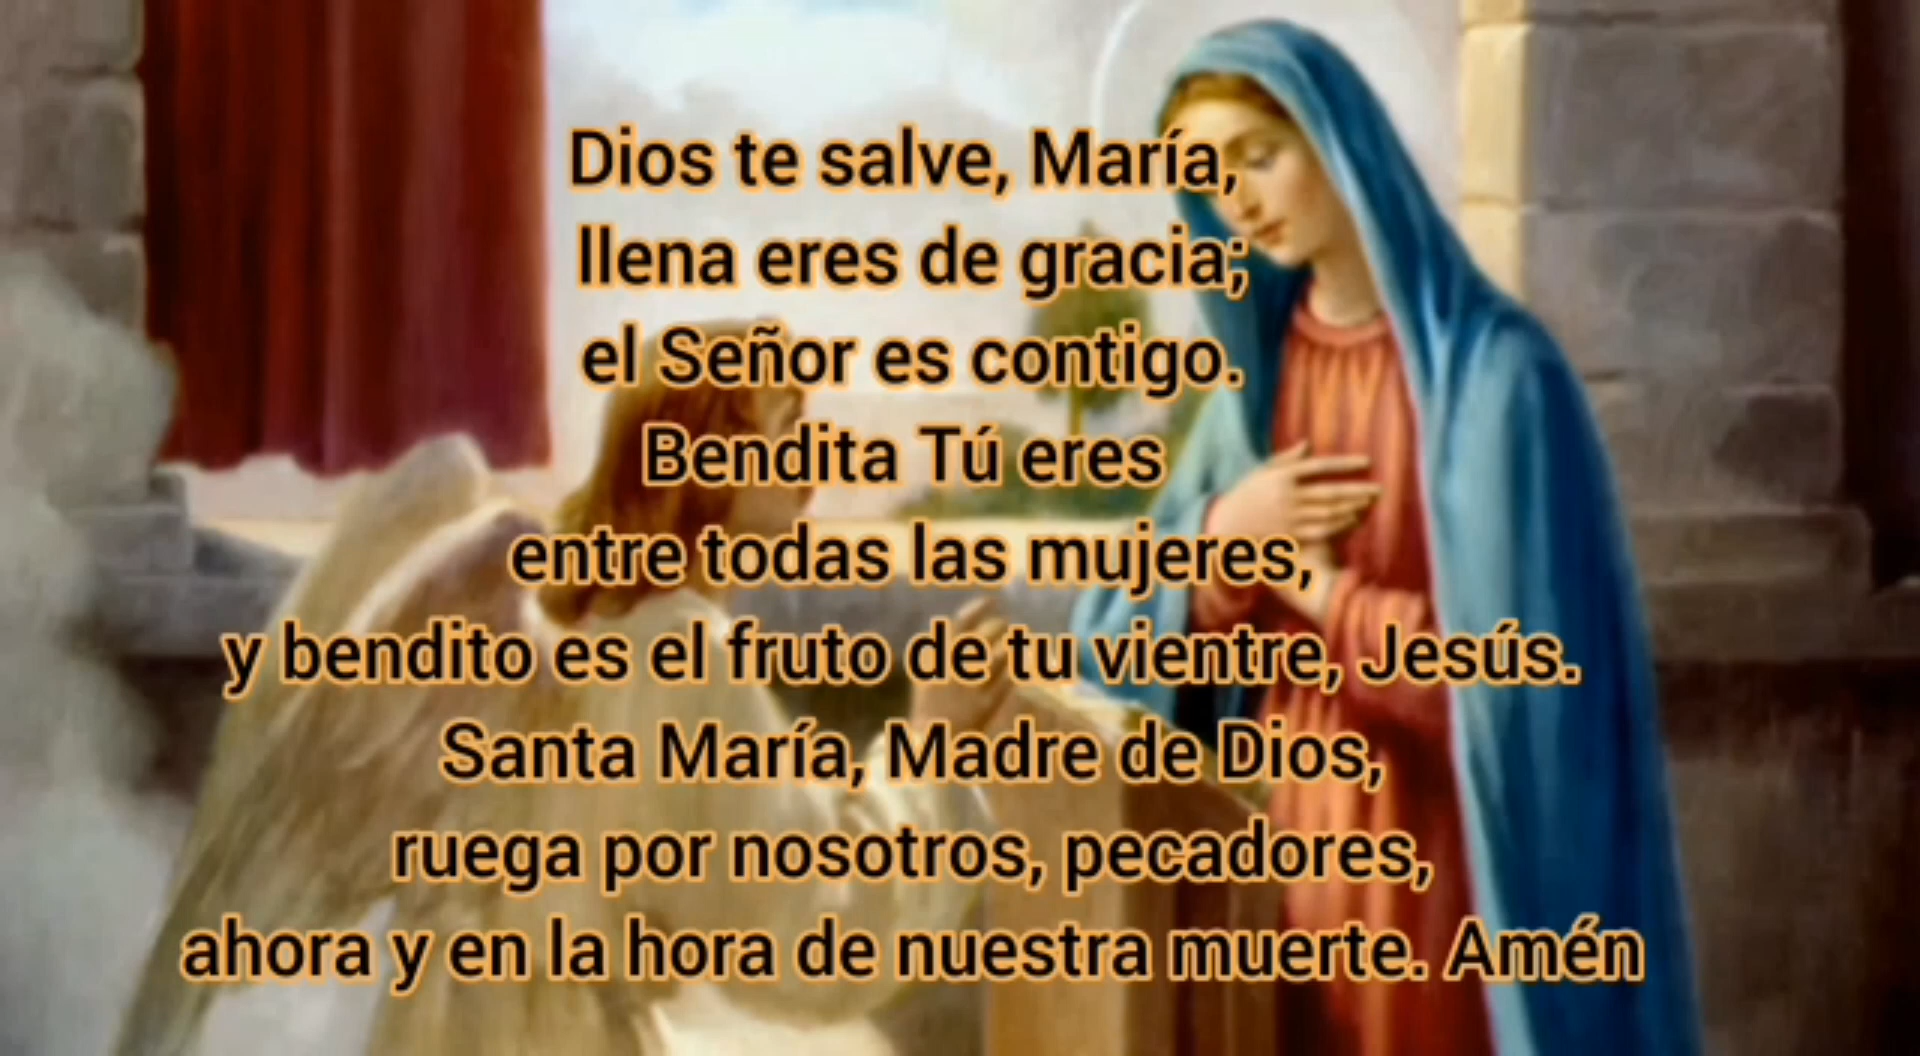 Dios te salve, María,
llena eres de gracia;
el Señor es contigo.
Bendita Tú eres
entre todas las mujeres,
y bendito es el fruto de tu vientre, Jesús.
Santa María, Madre de Dios,
ruega por nosotros, pecadores,
ahora y en la hora de nuestra muerte. Amén